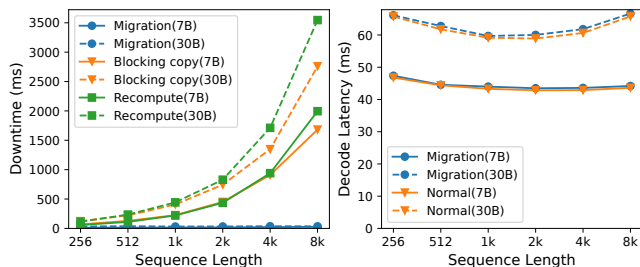 Downtime (ms)
3500
3000
2500
2000
1500
1000
500
0
Migration(7B)
Migration(30B)
Blocking copy(7B)
Blocking copy(30B)
Recompute(7B)
Recompute(30B)
256 512 1k 2k 4k 8k
Sequence Length
Decode Latency (ms)
60
50
40
30
20
10
0
Migration(7B)
Migration(30B)
Normal(7B)
Normal(30B)
256 512 1k 2k 4k 8k
Sequence Length